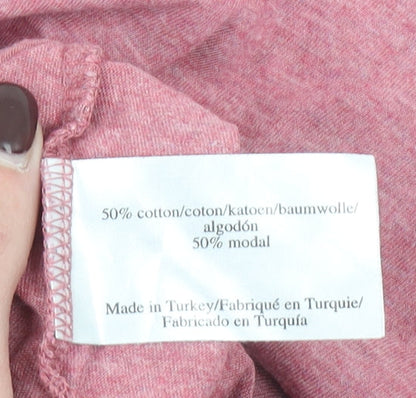 50% cotton/coton/katoen/baumwolle/
algodón
50% modal
Made in Turkey/Fabriqué en Turquie/
Fabricado en Turquía